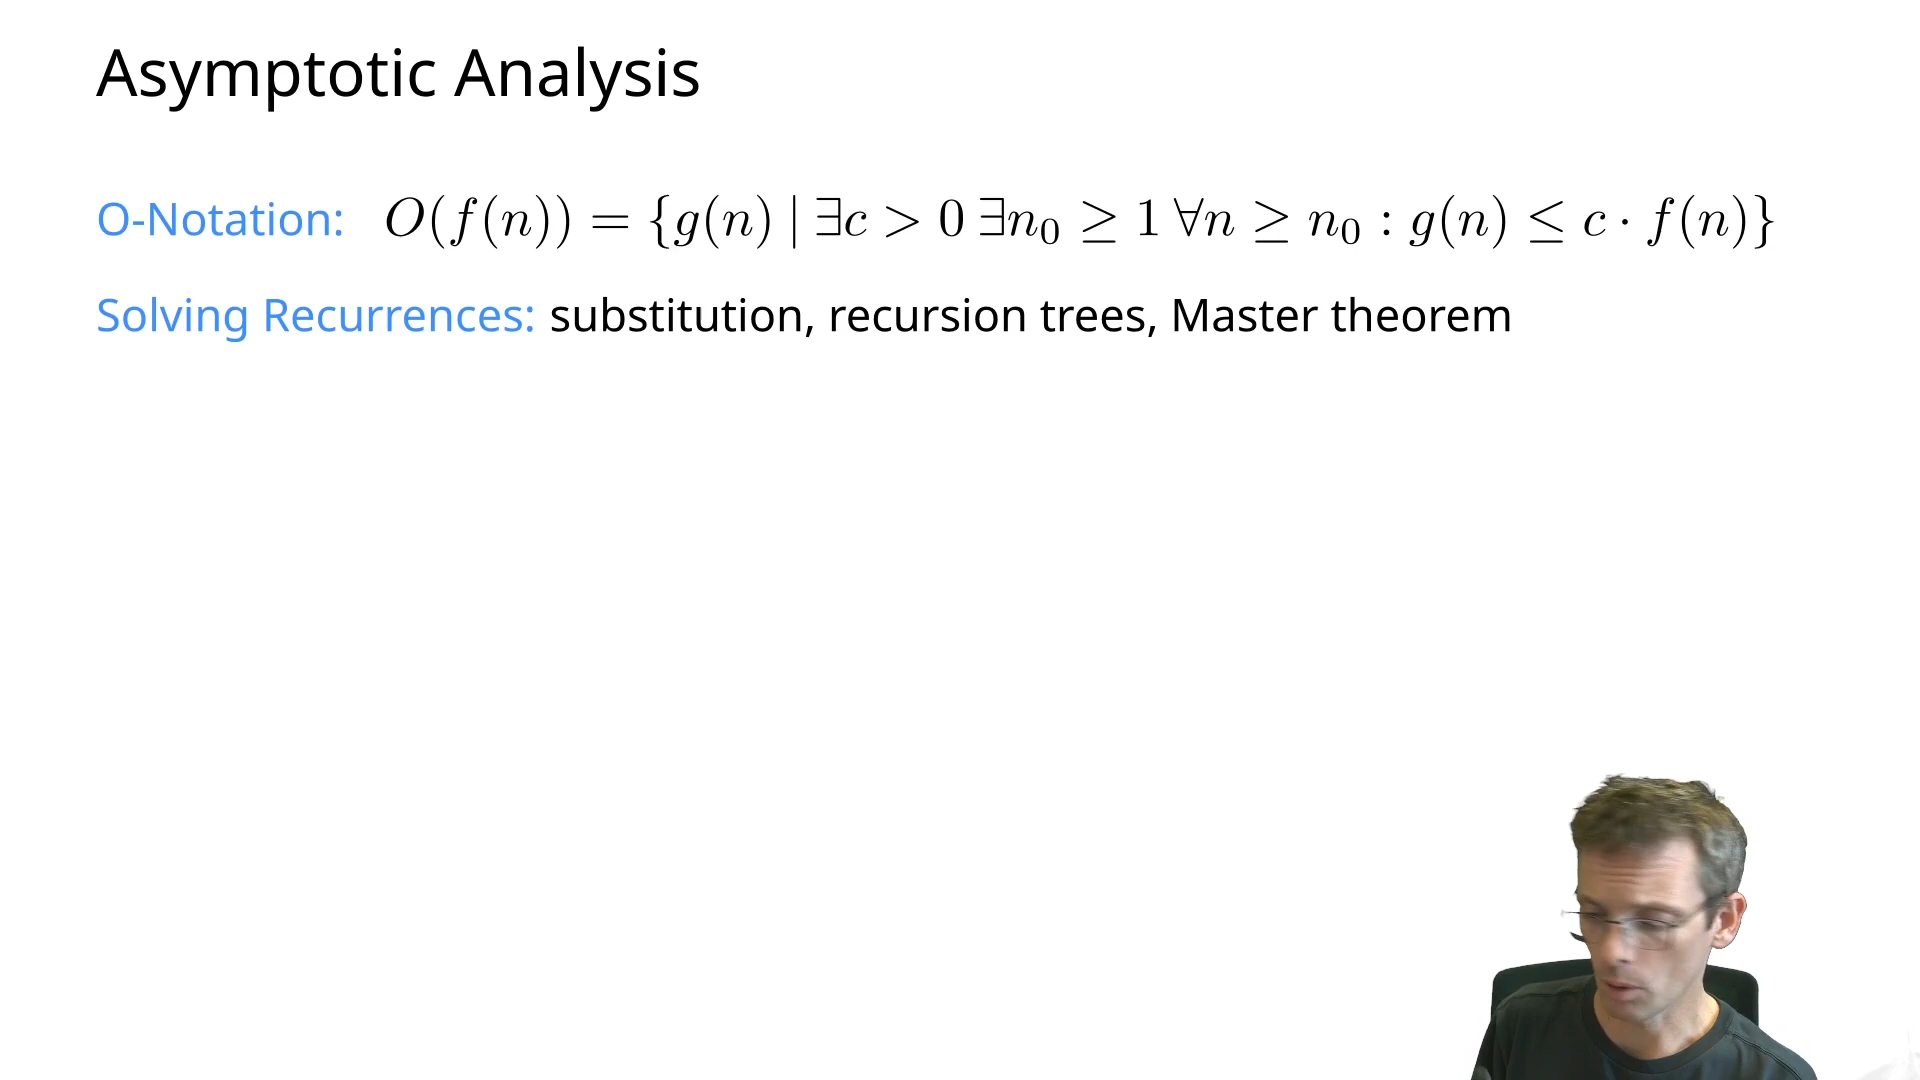 Asymptotic Analysis
O-Notation: O(f(n)) = {g(n) | ∃c > 0 ∃n₀ ≥ 1 ∀n ≥ n₀ : g(n) ≤ c · f(n)}
Solving Recurrences: substitution, recursion trees, Master theorem